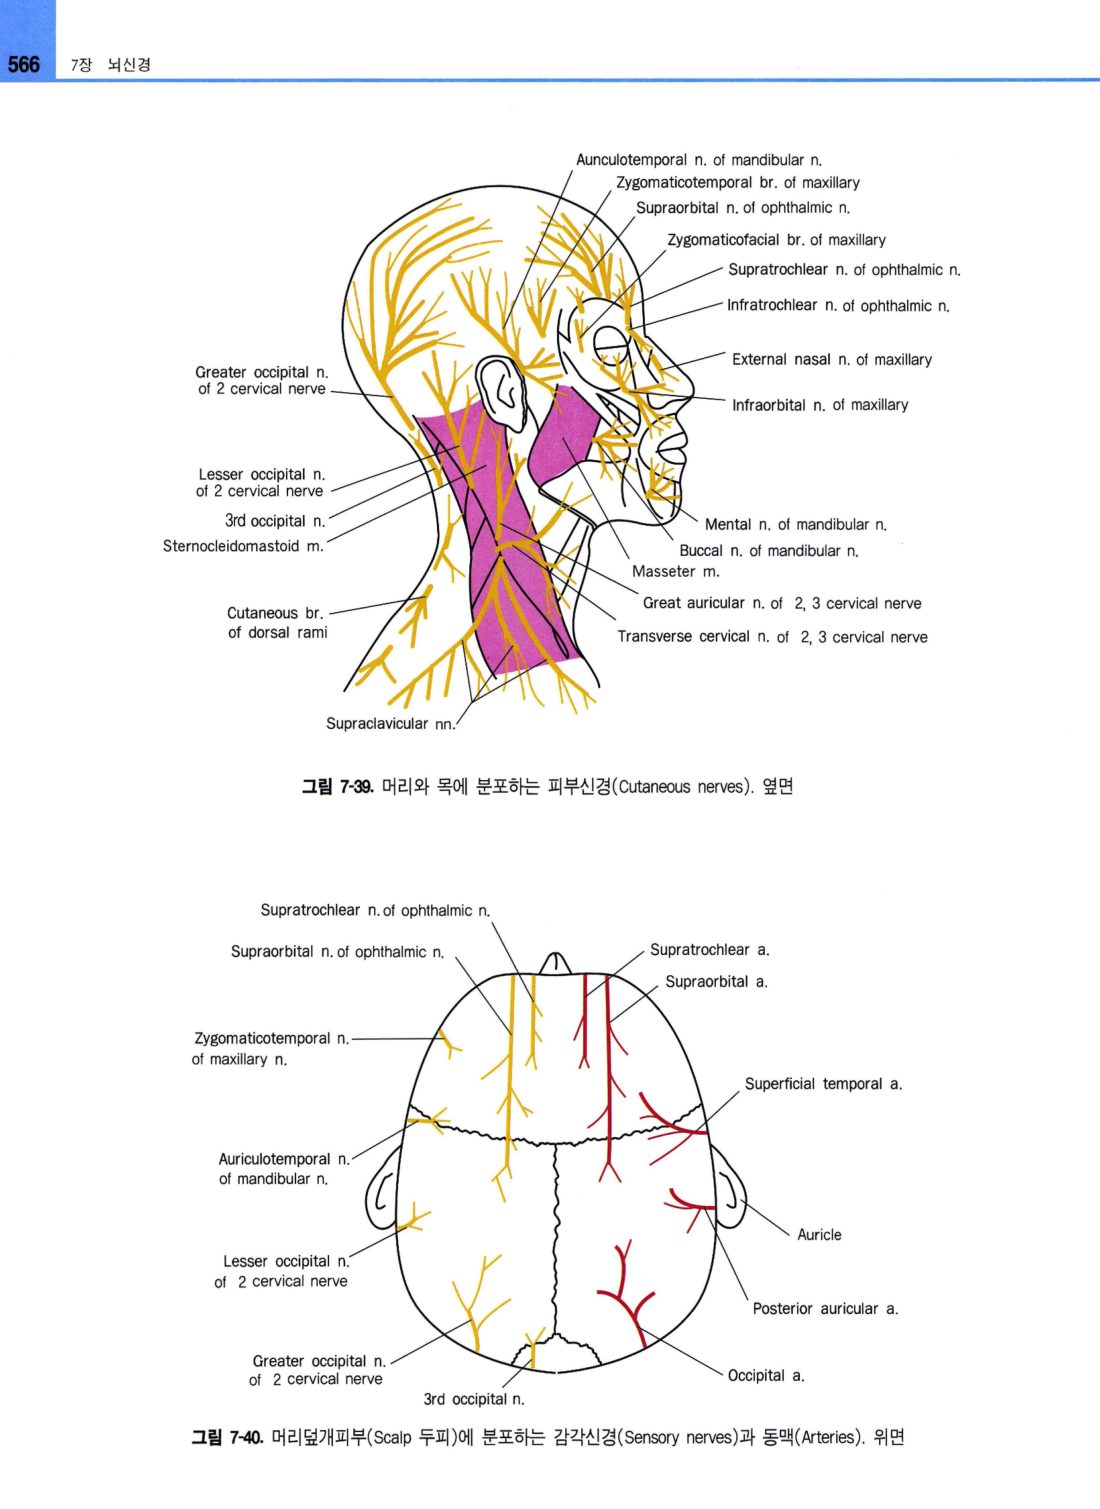 566 7장 뇌신경
Aunculotemporal n. of mandibular n.
Zygomaticotemporal br. of maxillary
Supraorbital n. of ophthalmic n.
Zygomaticofacial br. of maxillary
Supratrochlear n. of ophthalmic n.
Infratrochlear n. of ophthalmic n.
External nasal n. of maxillary
Infraorbital n. of maxillary
Greater occipital n.
of 2 cervical nerve
Lesser occipital n.
of 2 cervical nerve
3rd occipital n.
Sternocleidomastoid m.
Cutaneous br.
of dorsal rami
Supraclavicular nn.
Mental n. of mandibular n.
Buccal n. of mandibular n.
Masseter m.
Great auricular n. of 2, 3 cervical nerve
Transverse cervical n. of 2, 3 cervical nerve
그림 7-39. 머리와 목에 분포하는 피부신경(Cutaneous nerves). 옆면
Supratrochlear n. of ophthalmic n.
Supraorbital n. of ophthalmic n.
Zygomaticotemporal n.
of maxillary n.
Auriculotemporal n.
of mandibular n.
Lesser occipital n.
of 2 cervical nerve
Greater occipital n.
of 2 cervical nerve
3rd occipital n.
Supratrochlear a.
Supraorbital a.
Superficial temporal a.
Auricle
Posterior auricular a.
Occipital a.
그림 7-40. 머리덮개피부(Scalp 두피)에 분포하는 감각신경(Sensory nerves)과 동맥(Arteries). 위면